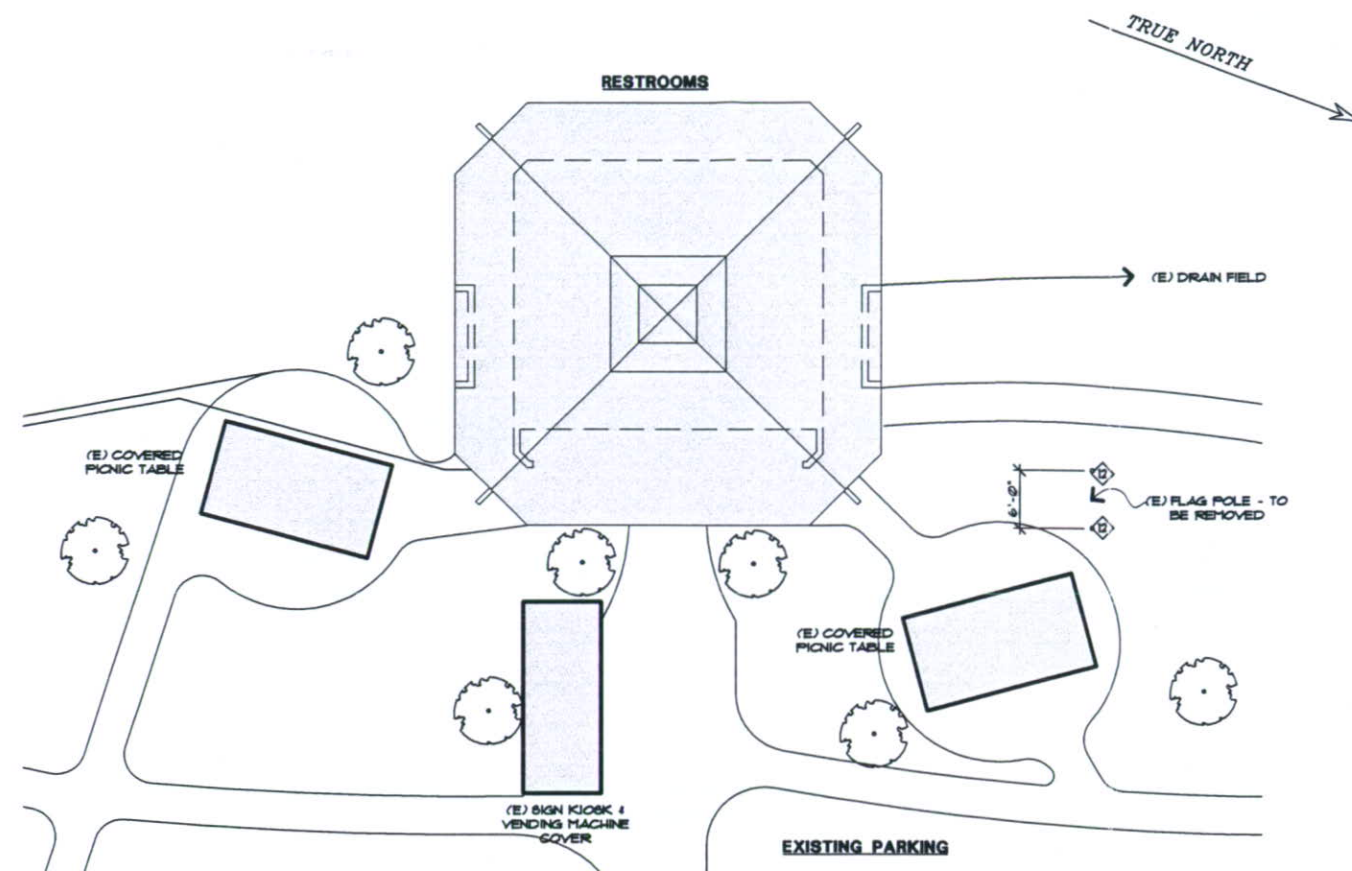 TRUE NORTH
RESTROOMS
(E) DRAIN FIELD
(E) COVERED
PICNIC TABLE
6'-0"
12
12
(E) FLAG POLE - TO
BE REMOVED
(E) COVERED
PICNIC TABLE
(E) SIGN KIOSK &
VENDING MACHINE
COVER
EXISTING PARKING